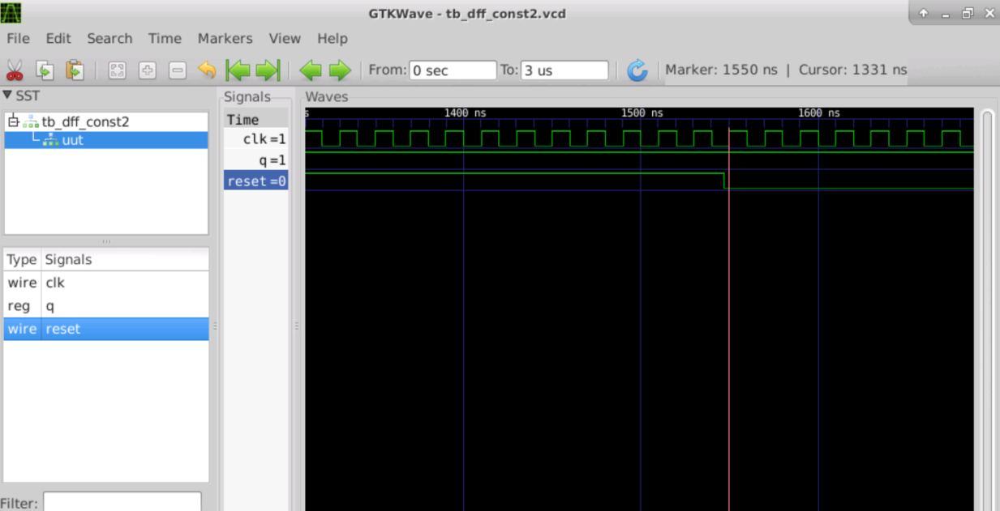 GTKWave - tb_dff_const2.vcd
File Edit Search Time Markers View Help
From: 0 sec To: 3 us Marker: 1550 ns | Cursor: 1331 ns
SST
tb_dff_const2
uut
Type Signals
wire clk
reg q
wire reset
Filter:
Signals
Time
clk =1
q =1
reset =0
Waves
s 1400 ns 1500 ns 1600 ns